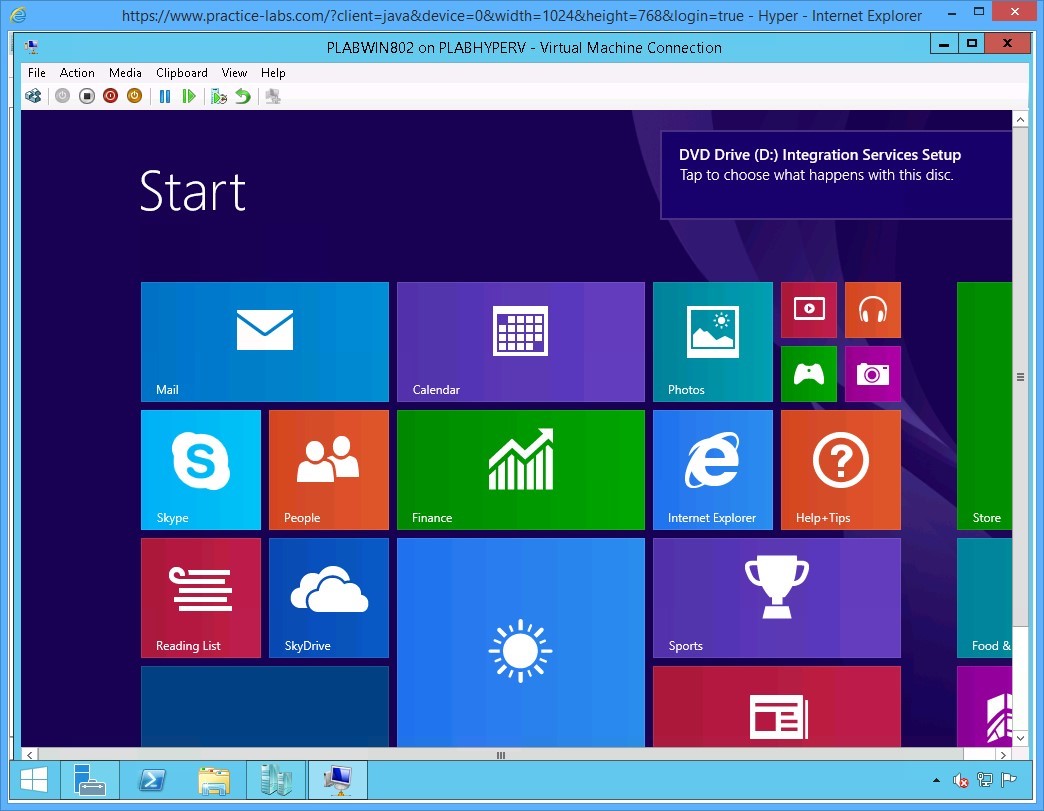 https://www.practice-labs.com/?client=java&device=0&width=1024&height=768&login=true - Hyper - Internet Explorer
PLABWIN802 on PLABHYPERV - Virtual Machine Connection
File Action Media Clipboard View Help
DVD Drive (D:) Integration Services Setup
Tap to choose what happens with this disc.
Start
Mail
Calendar
Photos
Skype
People
Finance
Internet Explorer
Help+Tips
Store
Reading List
SkyDrive
Sports
Food &